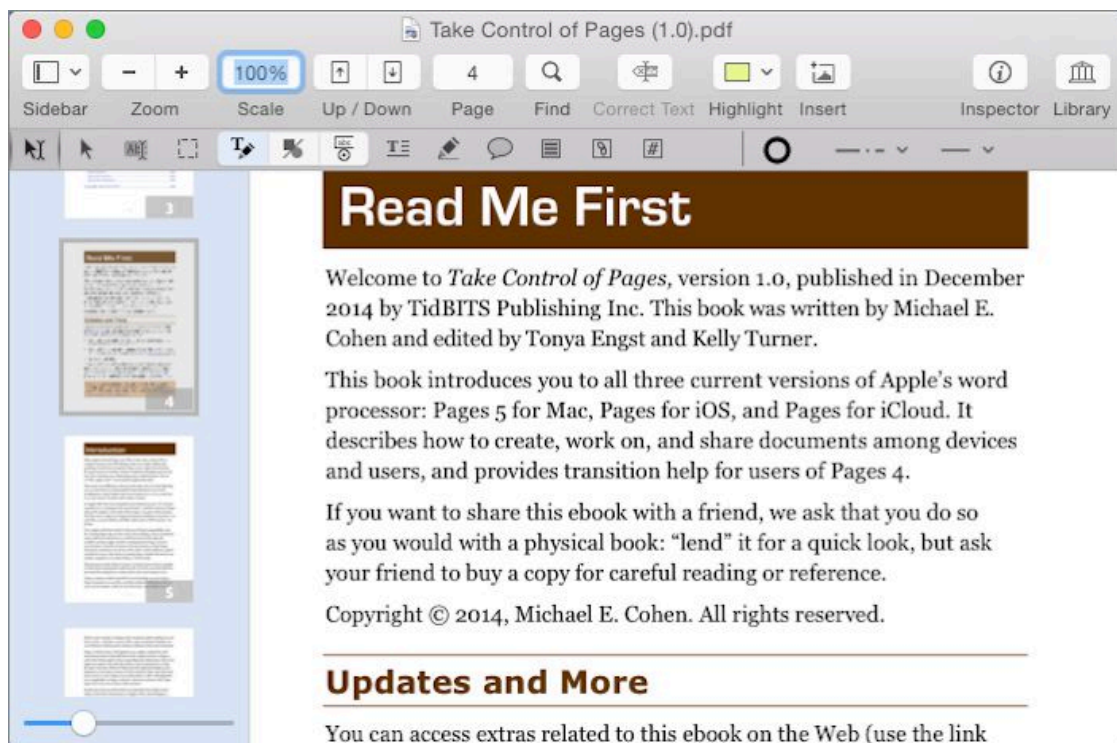 Take Control of Pages (1.0).pdf
100% 4
Sidebar Zoom Scale Up / Down Page Find Correct Text Highlight Insert Inspector Library
3
Read Me First
4
Introduction
5
Read Me First
Welcome to Take Control of Pages, version 1.0, published in December
2014 by TidBITS Publishing Inc. This book was written by Michael E.
Cohen and edited by Tonya Engst and Kelly Turner.
This book introduces you to all three current versions of Apple’s word
processor: Pages 5 for Mac, Pages for iOS, and Pages for iCloud. It
describes how to create, work on, and share documents among devices
and users, and provides transition help for users of Pages 4.
If you want to share this ebook with a friend, we ask that you do so
as you would with a physical book: “lend” it for a quick look, but ask
your friend to buy a copy for careful reading or reference.
Copyright © 2014, Michael E. Cohen. All rights reserved.
Updates and More
You can access extras related to this ebook on the Web (use the link